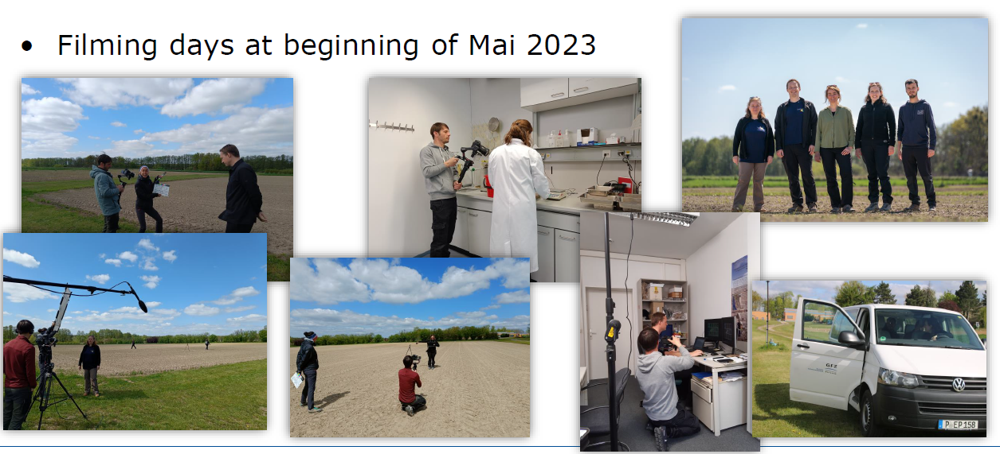 • Filming days at beginning of Mai 2023
GFZ
P EP 158